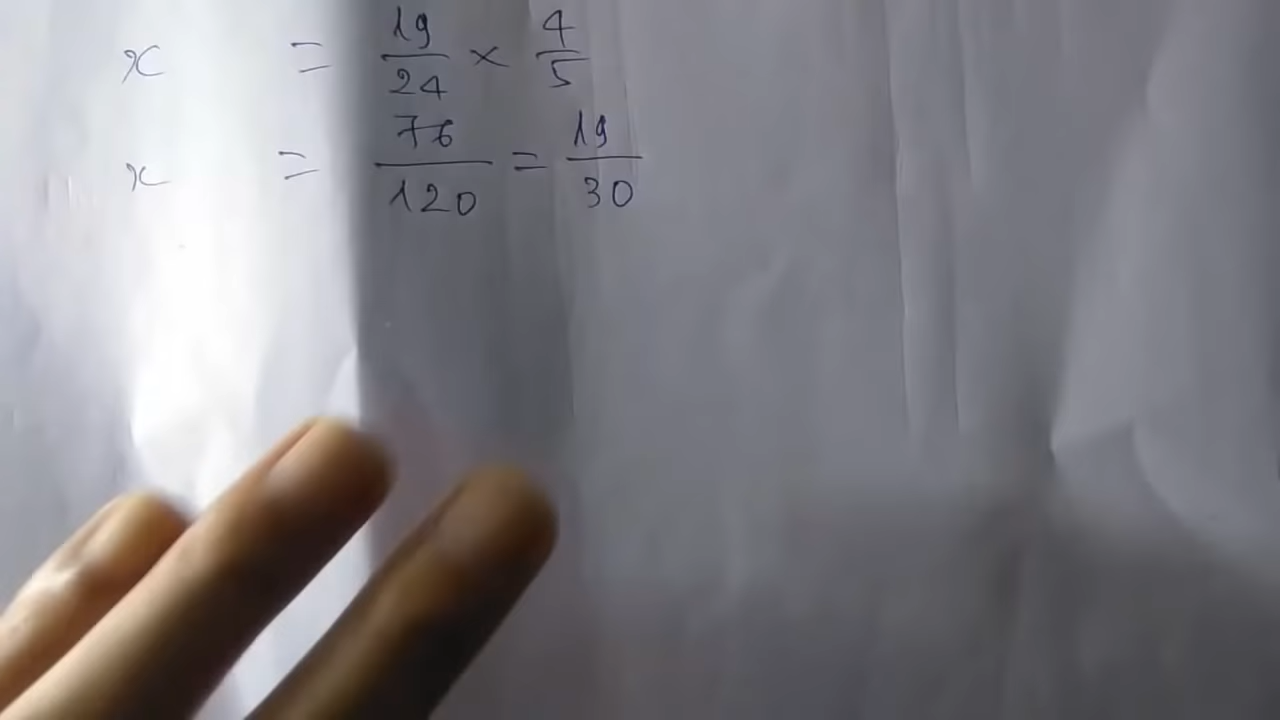 x = 19/24 × 4/5
x = 76/120 = 19/30